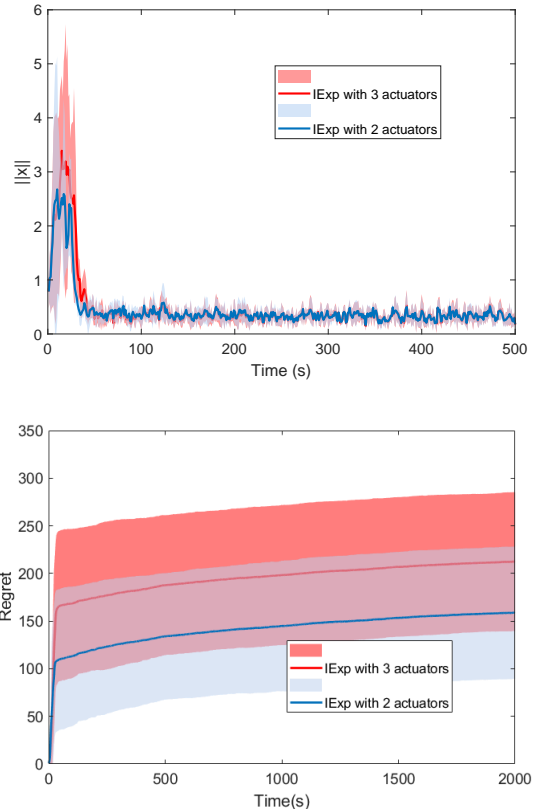 6
5
4
3
2
1
0
||x||
IExp with 3 actuators
IExp with 2 actuators
0 100 200 300 400 500
Time (s)
350
300
250
200
150
100
50
0
Regret
IExp with 3 actuators
IExp with 2 actuators
0 500 1000 1500 2000
Time(s)